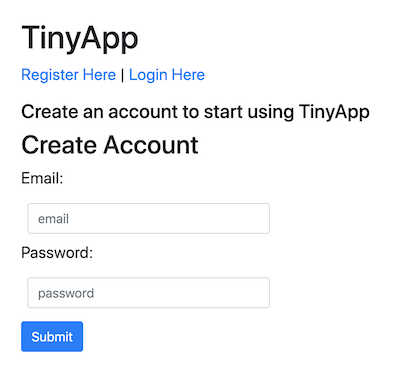 TinyApp
Register Here | Login Here
Create an account to start using TinyApp
Create Account
Email:
email
Password:
password
Submit